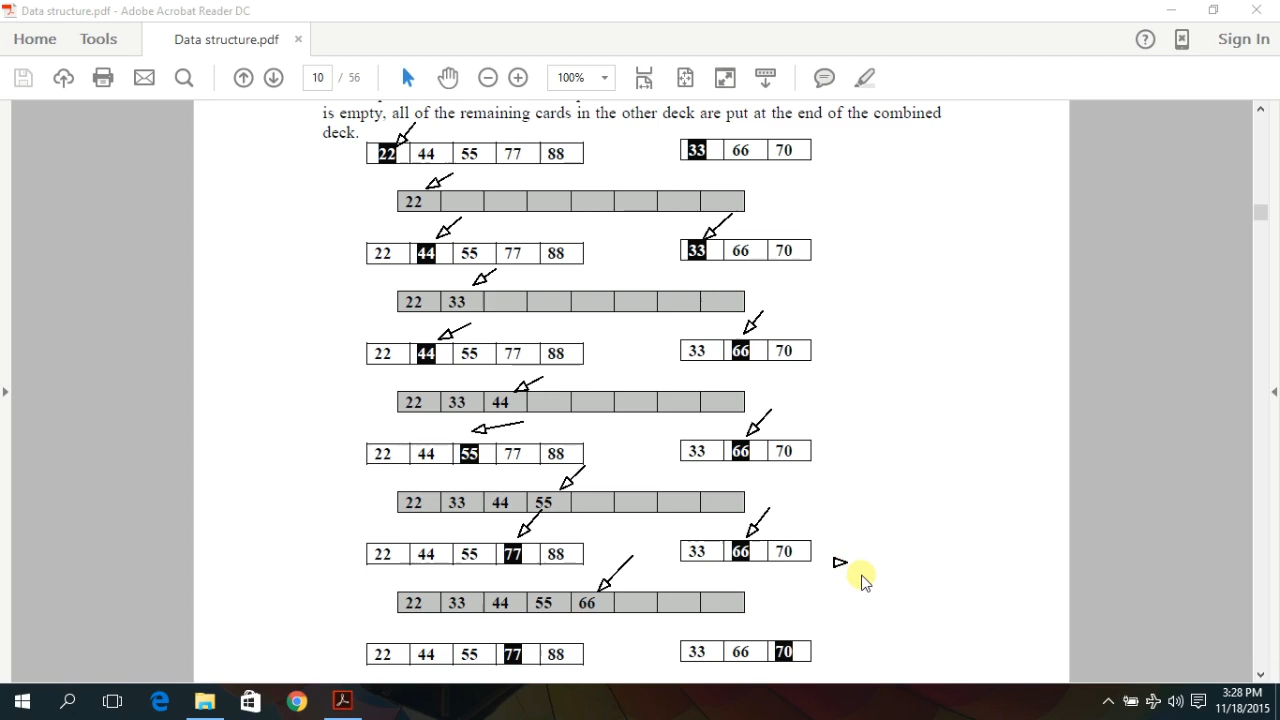 Data structure.pdf - Adobe Acrobat Reader DC
Home Tools Data structure.pdf × Sign In
10 / 56 100%
is empty, all of the remaining cards in the other deck are put at the end of the combined
deck.
22 44 55 77 88 33 66 70
22
22 44 55 77 88 33 66 70
22 33
22 44 55 77 88 33 66 70
22 33 44
22 44 55 77 88 33 66 70
22 33 44 55
22 44 55 77 88 33 66 70
22 33 44 55 66
22 44 55 77 88 33 66 70
3:28 PM
11/18/2015